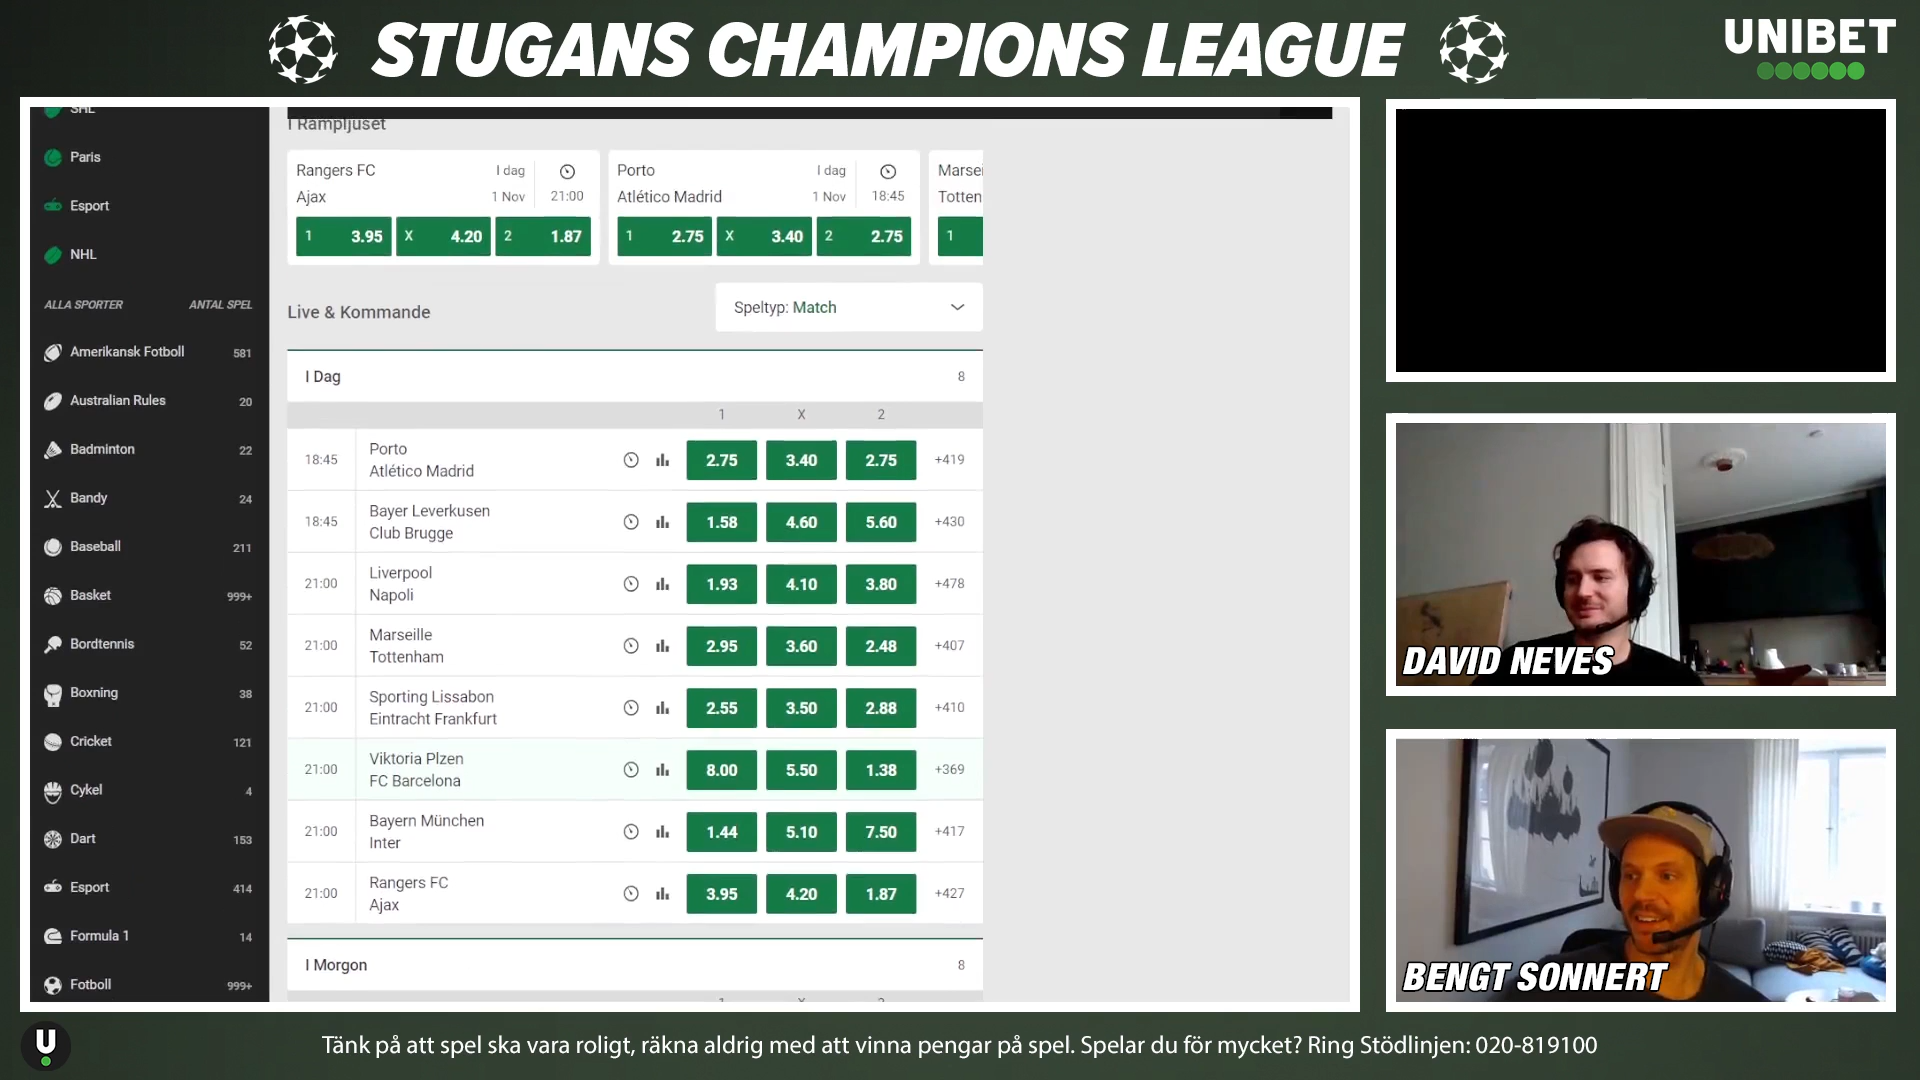 STUGANS CHAMPIONS LEAGUE
UNIBET
SHL
Paris
Esport
NHL
ALLA SPORTER ANTAL SPEL
Amerikansk Fotboll 581
Australian Rules 20
Badminton 22
Bandy 24
Baseball 211
Basket 999+
Bordtennis 52
Boxning 38
Cricket 121
Cykel 4
Dart 153
Esport 414
Formula 1 14
Fotboll 999+
I Rampljuset
Rangers FC I dag
Ajax 1 Nov 21:00
1 3.95 X 4.20 2 1.87
Porto I dag
Atlético Madrid 1 Nov 18:45
1 2.75 X 3.40 2 2.75
Marsei
Totten
1
Live & Kommande
Speltyp: Match
I Dag 8
1 X 2
18:45 Porto
Atlético Madrid 2.75 3.40 2.75 +419
18:45 Bayer Leverkusen
Club Brugge 1.58 4.60 5.60 +430
21:00 Liverpool
Napoli 1.93 4.10 3.80 +478
21:00 Marseille
Tottenham 2.95 3.60 2.48 +407
21:00 Sporting Lissabon
Eintracht Frankfurt 2.55 3.50 2.88 +410
21:00 Viktoria Plzen
FC Barcelona 8.00 5.50 1.38 +369
21:00 Bayern München
Inter 1.44 5.10 7.50 +417
21:00 Rangers FC
Ajax 3.95 4.20 1.87 +427
I Morgon 8
1 X 2
DAVID NEVES
BENGT SONNERT
U
Tänk på att spel ska vara roligt, räkna aldrig med att vinna pengar på spel. Spelar du för mycket? Ring Stödlinjen: 020-819100